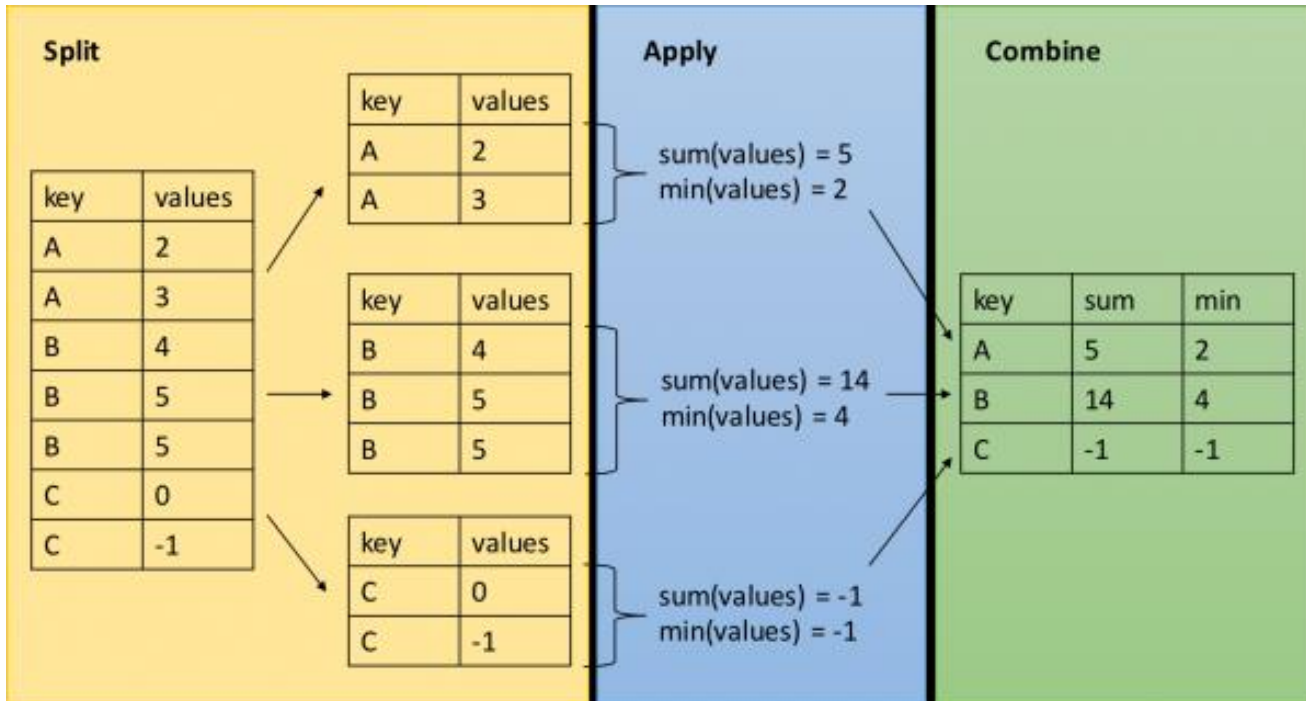 Split
key values
A 2
A 3
B 4
B 5
B 5
C 0
C -1
key values
A 2
A 3
key values
B 4
B 5
B 5
key values
C 0
C -1
Apply
sum(values) = 5
min(values) = 2
sum(values) = 14
min(values) = 4
sum(values) = -1
min(values) = -1
Combine
key sum min
A 5 2
B 14 4
C -1 -1